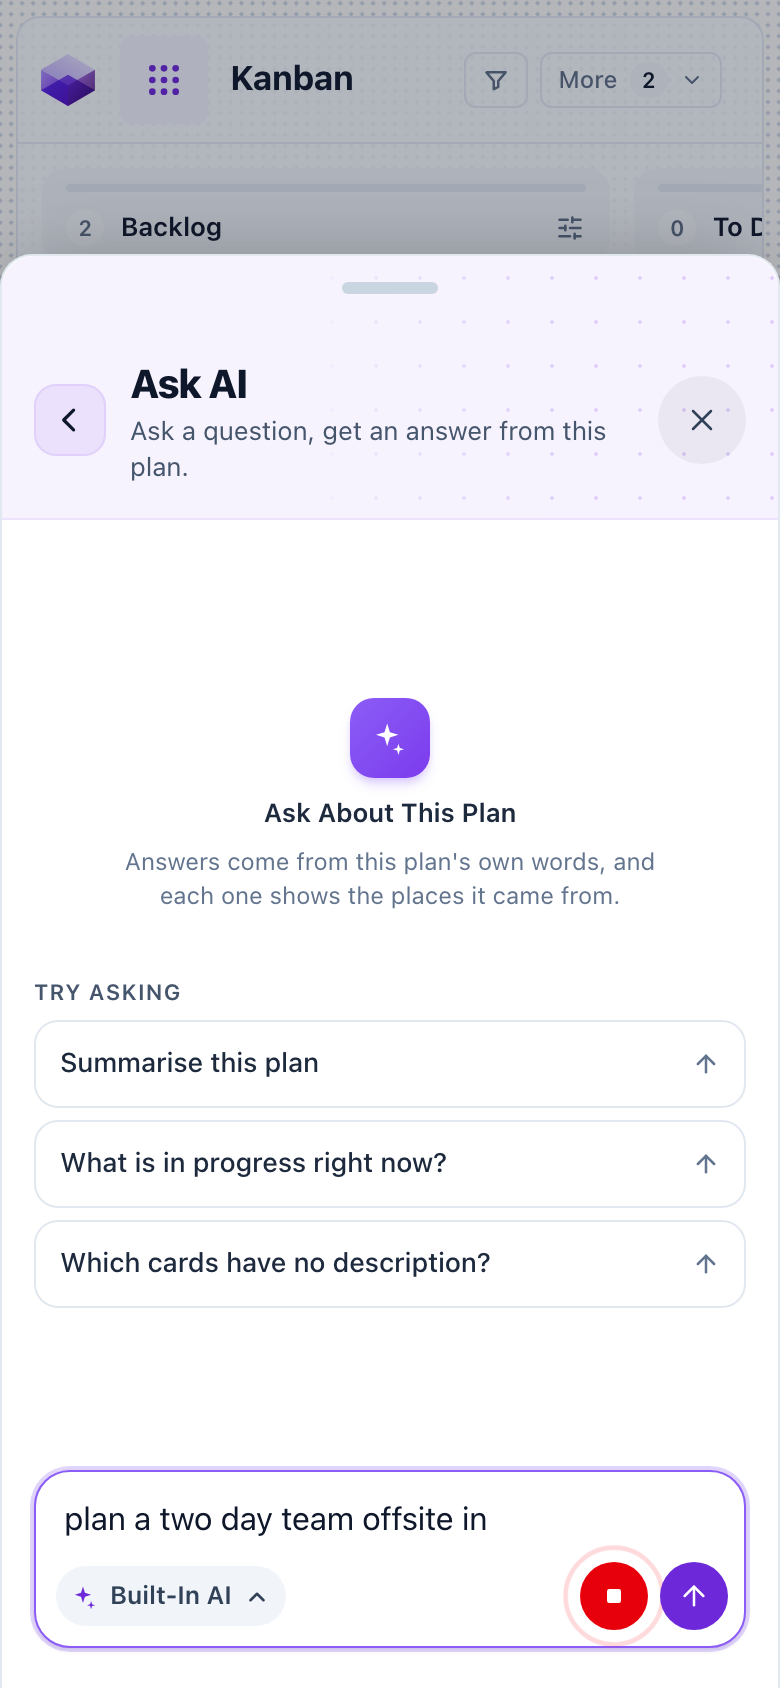 Kanban
More 2
2 Backlog
0 To D
Ask AI
Ask a question, get an answer from this
plan.
Ask About This Plan
Answers come from this plan's own words, and
each one shows the places it came from.
TRY ASKING
Summarise this plan
What is in progress right now?
Which cards have no description?
plan a two day team offsite in
Built-In AI